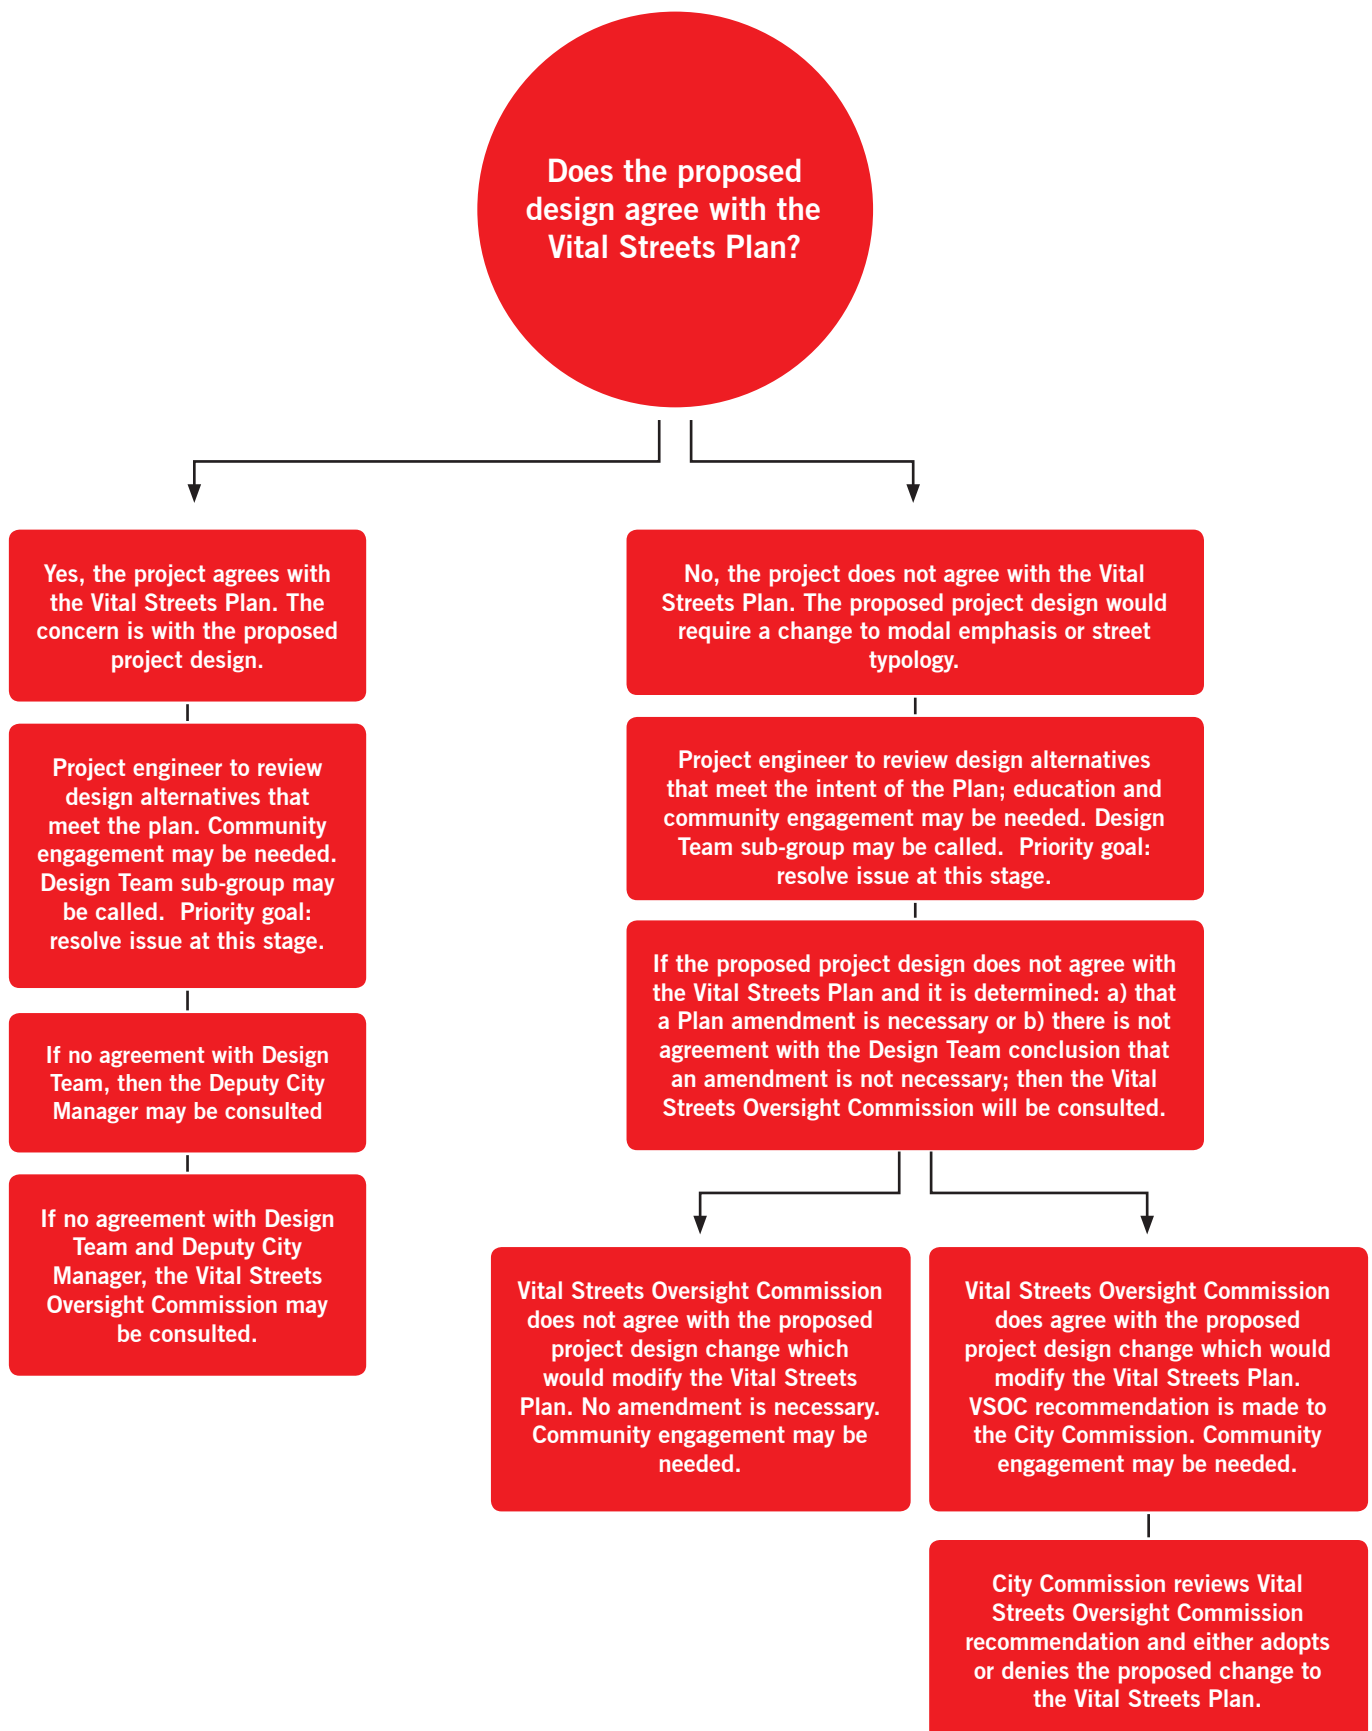 Does the proposed
design agree with the
Vital Streets Plan?
Yes, the project agrees with
the Vital Streets Plan. The
concern is with the proposed
project design.
Project engineer to review
design alternatives that
meet the plan. Community
engagement may be needed.
Design Team sub-group may
be called.  Priority goal:
resolve issue at this stage.
If no agreement with Design
Team, then the Deputy City
Manager may be consulted
If no agreement with Design
Team and Deputy City
Manager, the Vital Streets
Oversight Commission may
be consulted.
No, the project does not agree with the Vital
Streets Plan. The proposed project design would
require a change to modal emphasis or street
typology.
Project engineer to review design alternatives
that meet the intent of the Plan; education and
community engagement may be needed. Design
Team sub-group may be called.  Priority goal:
resolve issue at this stage.
If the proposed project design does not agree with
the Vital Streets Plan and it is determined: a) that
a Plan amendment is necessary or b) there is not
agreement with the Design Team conclusion that
an amendment is not necessary; then the Vital
Streets Oversight Commission will be consulted.
Vital Streets Oversight Commission
does not agree with the proposed
project design change which
would modify the Vital Streets
Plan. No amendment is necessary.
Community engagement may be
needed.
Vital Streets Oversight Commission
does agree with the proposed
project design change which would
modify the Vital Streets Plan.
VSOC recommendation is made to
the City Commission. Community
engagement may be needed.
City Commission reviews Vital
Streets Oversight Commission
recommendation and either adopts
or denies the proposed change to
the Vital Streets Plan.